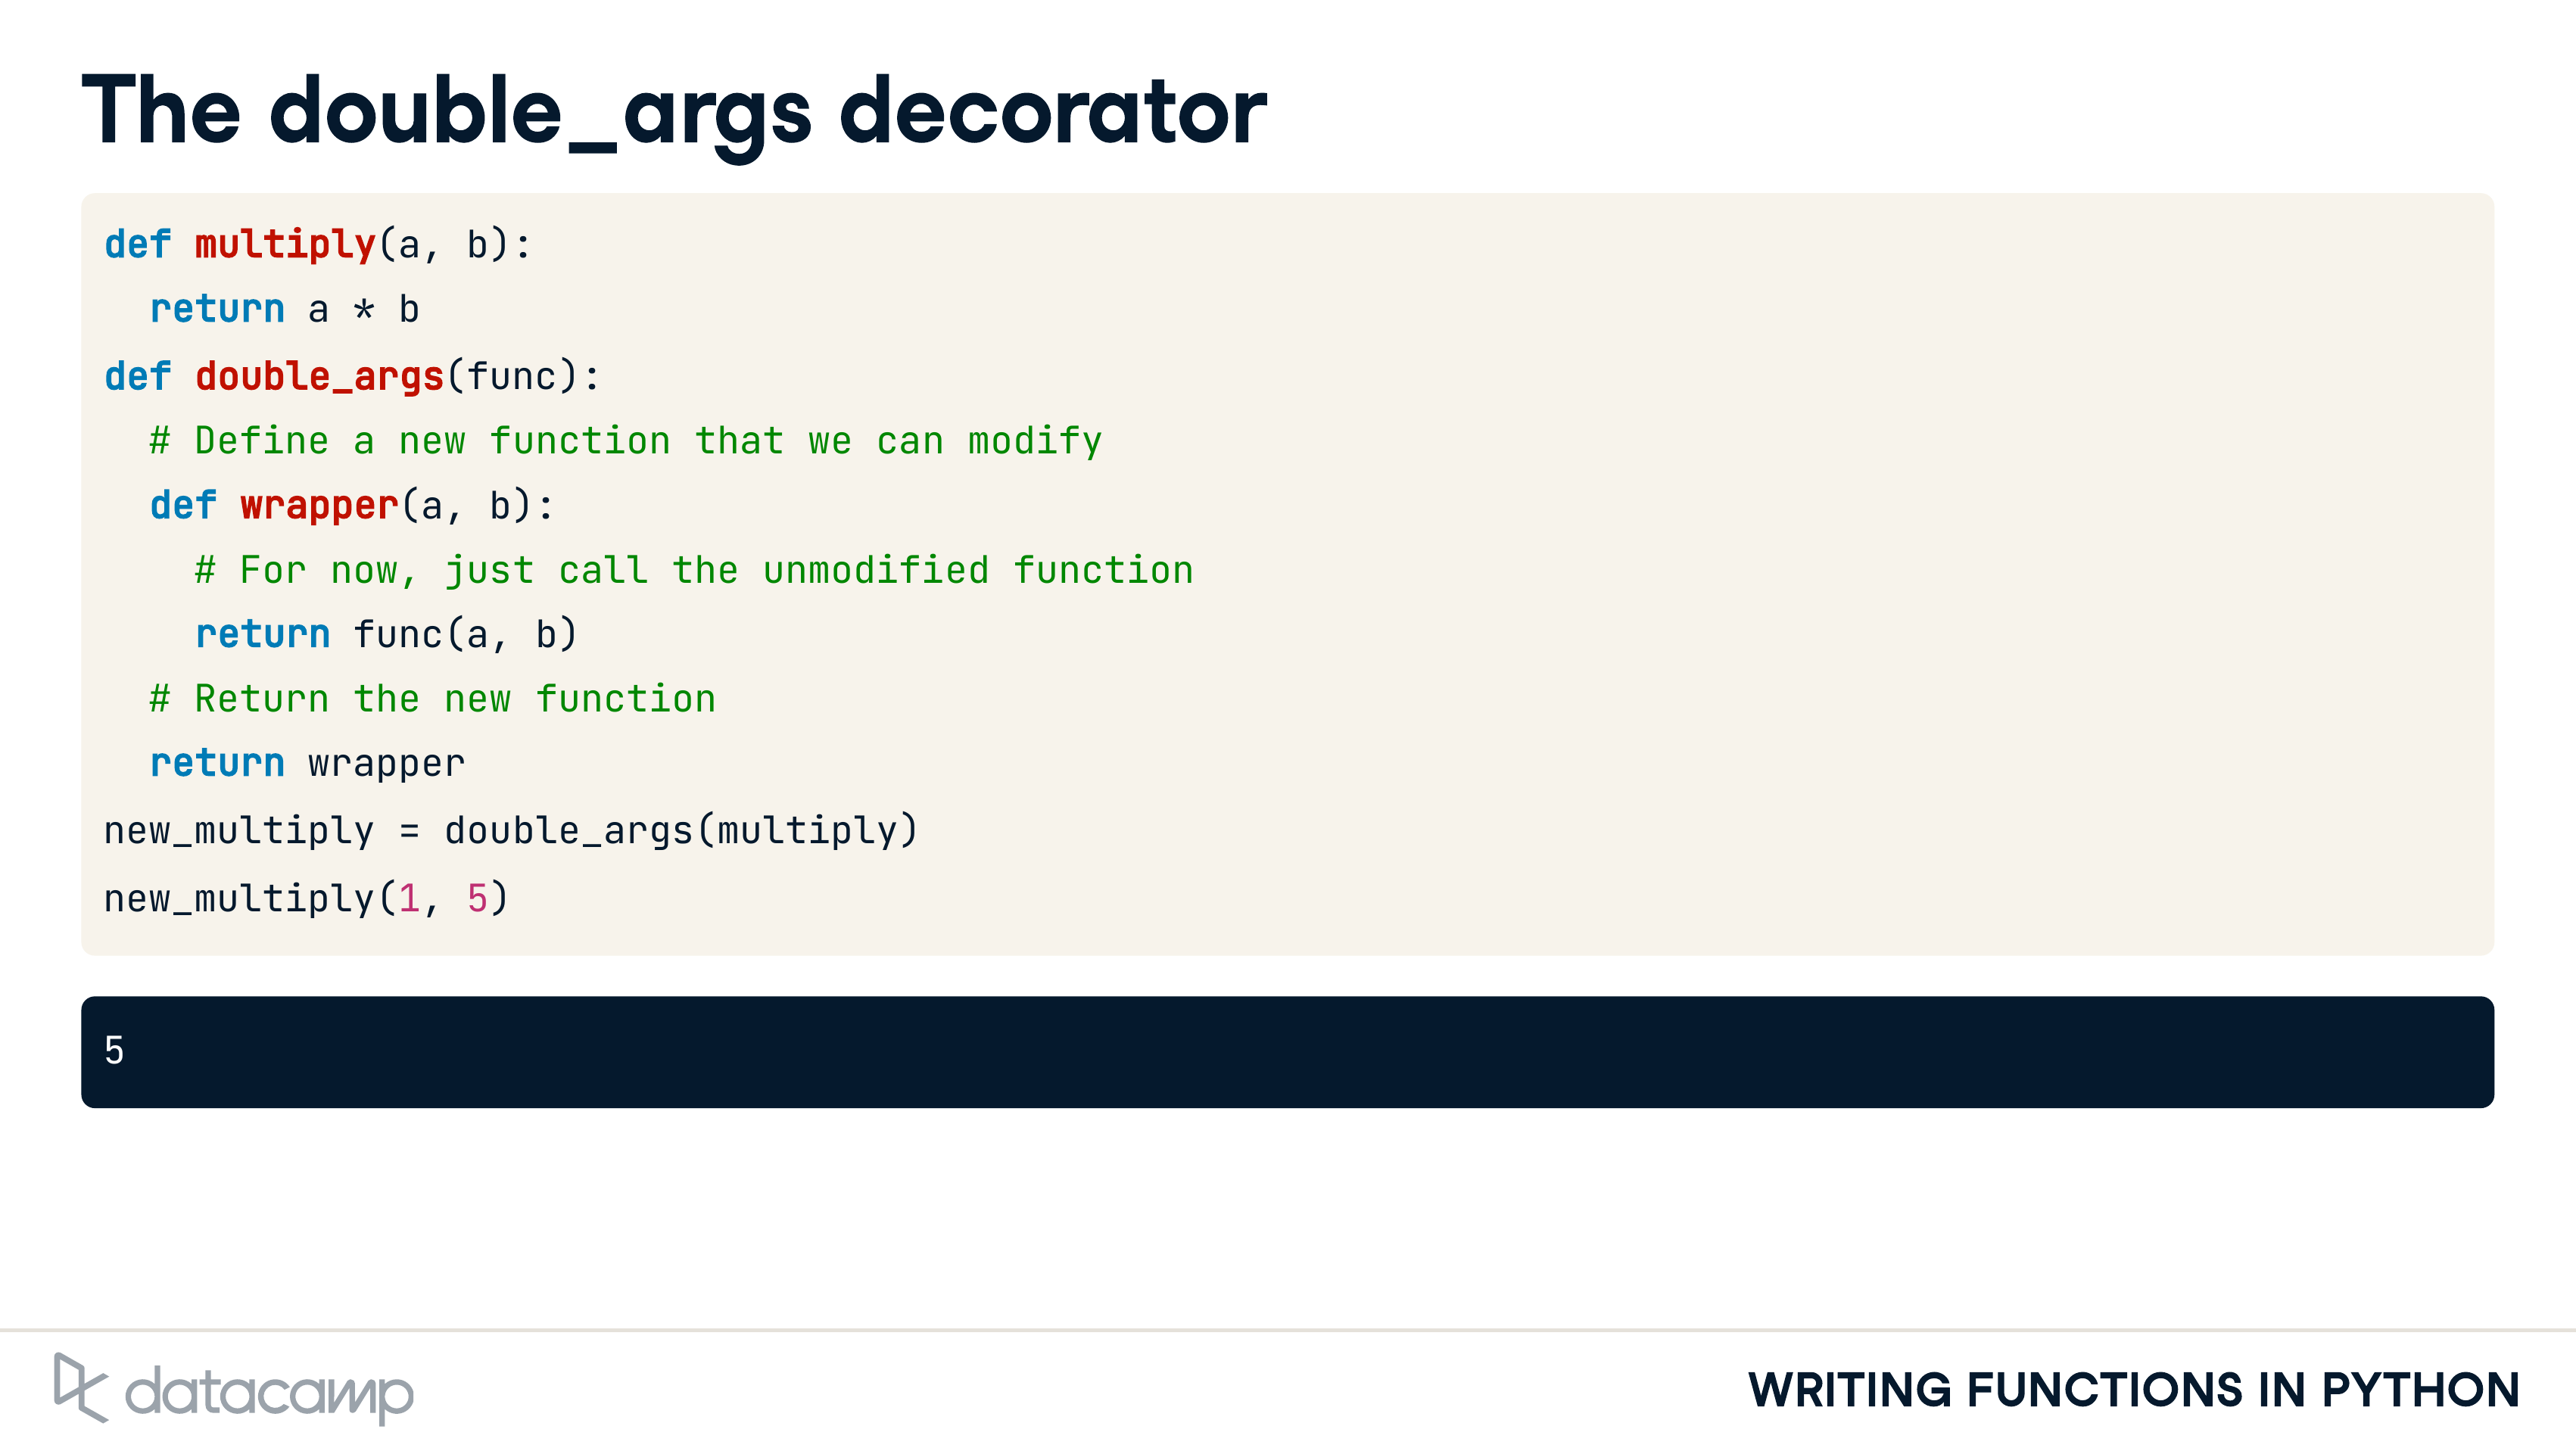 The double_args decorator
def multiply(a, b):
  return a * b
def double_args(func):
  # Define a new function that we can modify
  def wrapper(a, b):
    # For now, just call the unmodified function
    return func(a, b)
  # Return the new function
  return wrapper
new_multiply = double_args(multiply)
new_multiply(1, 5)
5
datacamp
WRITING FUNCTIONS IN PYTHON